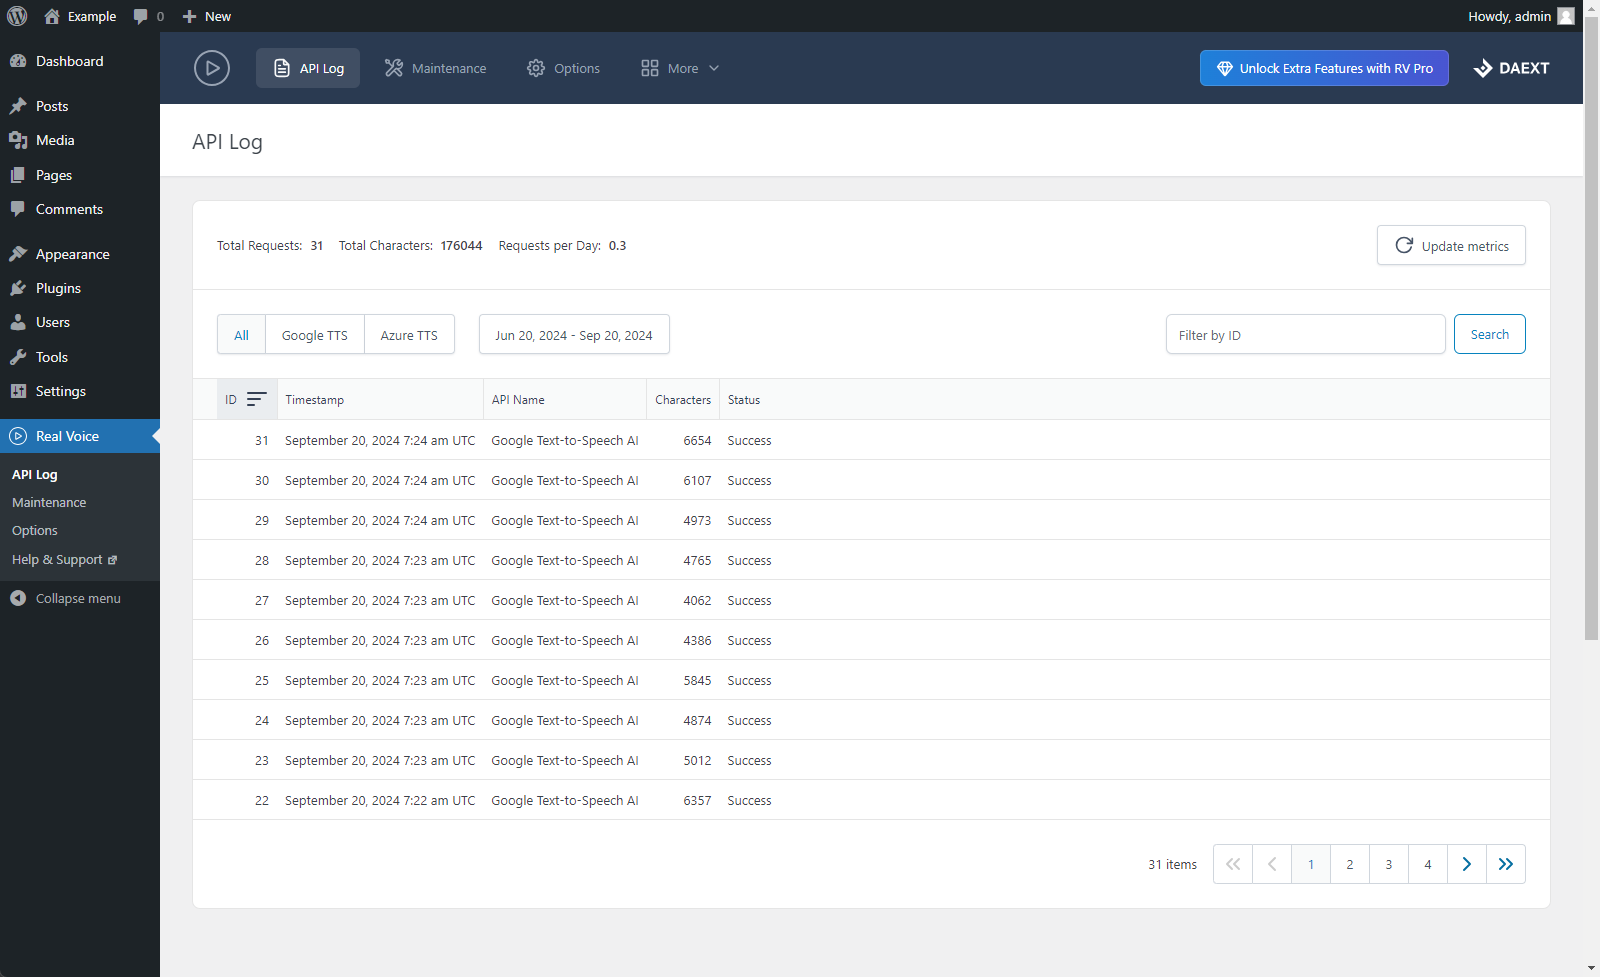 Example 0 New Howdy, admin
Dashboard
Posts
Media
Pages
Comments
Appearance
Plugins
Users
Tools
Settings
Real Voice
API Log
Maintenance
Options
Help & Support
Collapse menu
API Log Maintenance Options More Unlock Extra Features with RV Pro DAEXT
API Log
Total Requests: 31 Total Characters: 176044 Requests per Day: 0.3 Update metrics
All Google TTS Azure TTS Jun 20, 2024 - Sep 20, 2024 Filter by ID Search
ID Timestamp API Name Characters Status
31 September 20, 2024 7:24 am UTC Google Text-to-Speech AI 6654 Success
30 September 20, 2024 7:24 am UTC Google Text-to-Speech AI 6107 Success
29 September 20, 2024 7:24 am UTC Google Text-to-Speech AI 4973 Success
28 September 20, 2024 7:23 am UTC Google Text-to-Speech AI 4765 Success
27 September 20, 2024 7:23 am UTC Google Text-to-Speech AI 4062 Success
26 September 20, 2024 7:23 am UTC Google Text-to-Speech AI 4386 Success
25 September 20, 2024 7:23 am UTC Google Text-to-Speech AI 5845 Success
24 September 20, 2024 7:23 am UTC Google Text-to-Speech AI 4874 Success
23 September 20, 2024 7:23 am UTC Google Text-to-Speech AI 5012 Success
22 September 20, 2024 7:22 am UTC Google Text-to-Speech AI 6357 Success
31 items 1 2 3 4